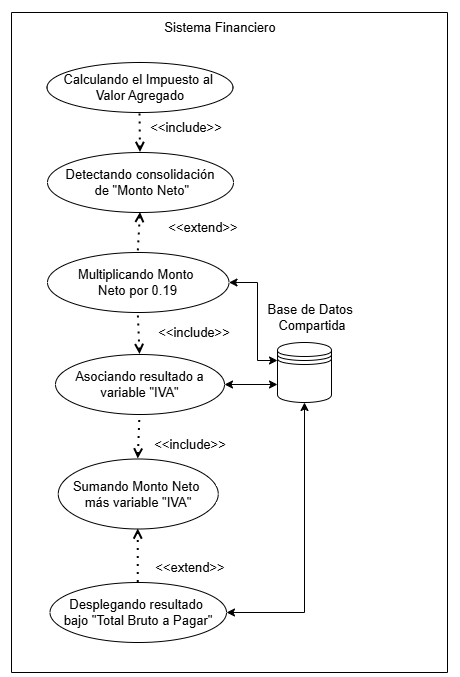 Sistema Financiero
Calculando el Impuesto al
Valor Agregado
<<include>>
Detectando consolidación
de "Monto Neto"
<<extend>>
Multiplicando Monto
Neto por 0.19
Base de Datos
Compartida
<<include>>
Asociando resultado a
variable "IVA"
<<include>>
Sumando Monto Neto
más variable "IVA"
<<extend>>
Desplegando resultado
bajo "Total Bruto a Pagar"